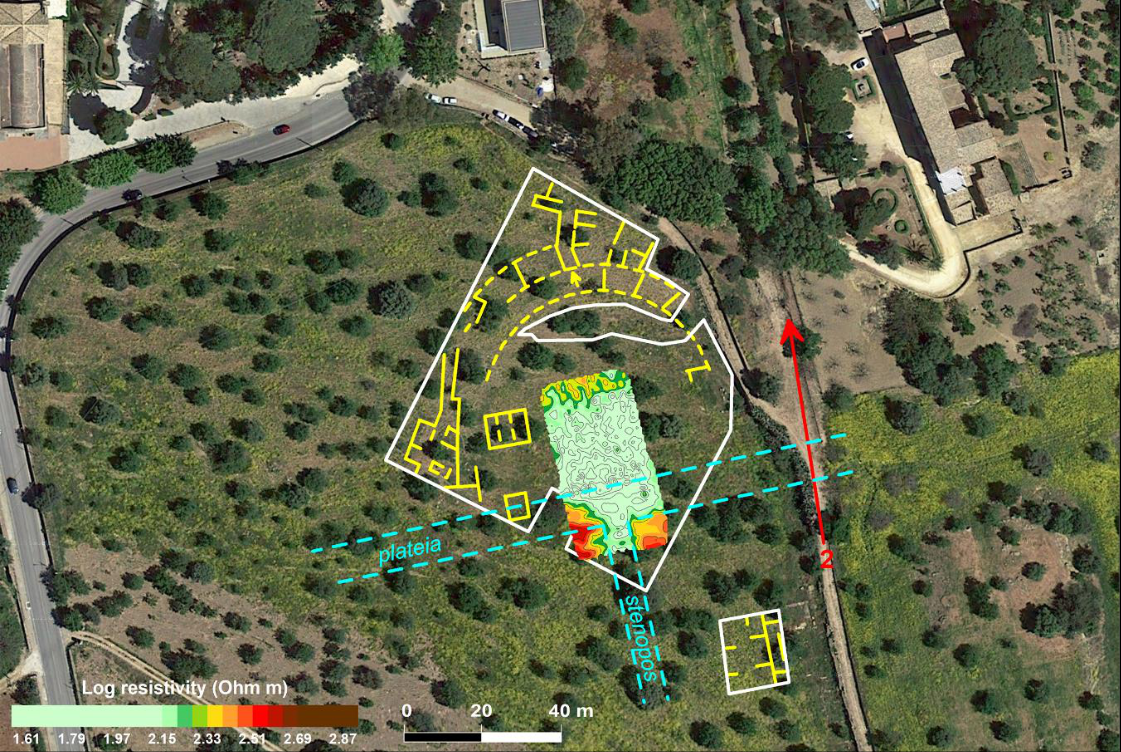 plateia
2
stenopos
Log resistivity (Ohm m)
1.61 1.79 1.97 2.15 2.33 2.51 2.69 2.87
0 20 40 m